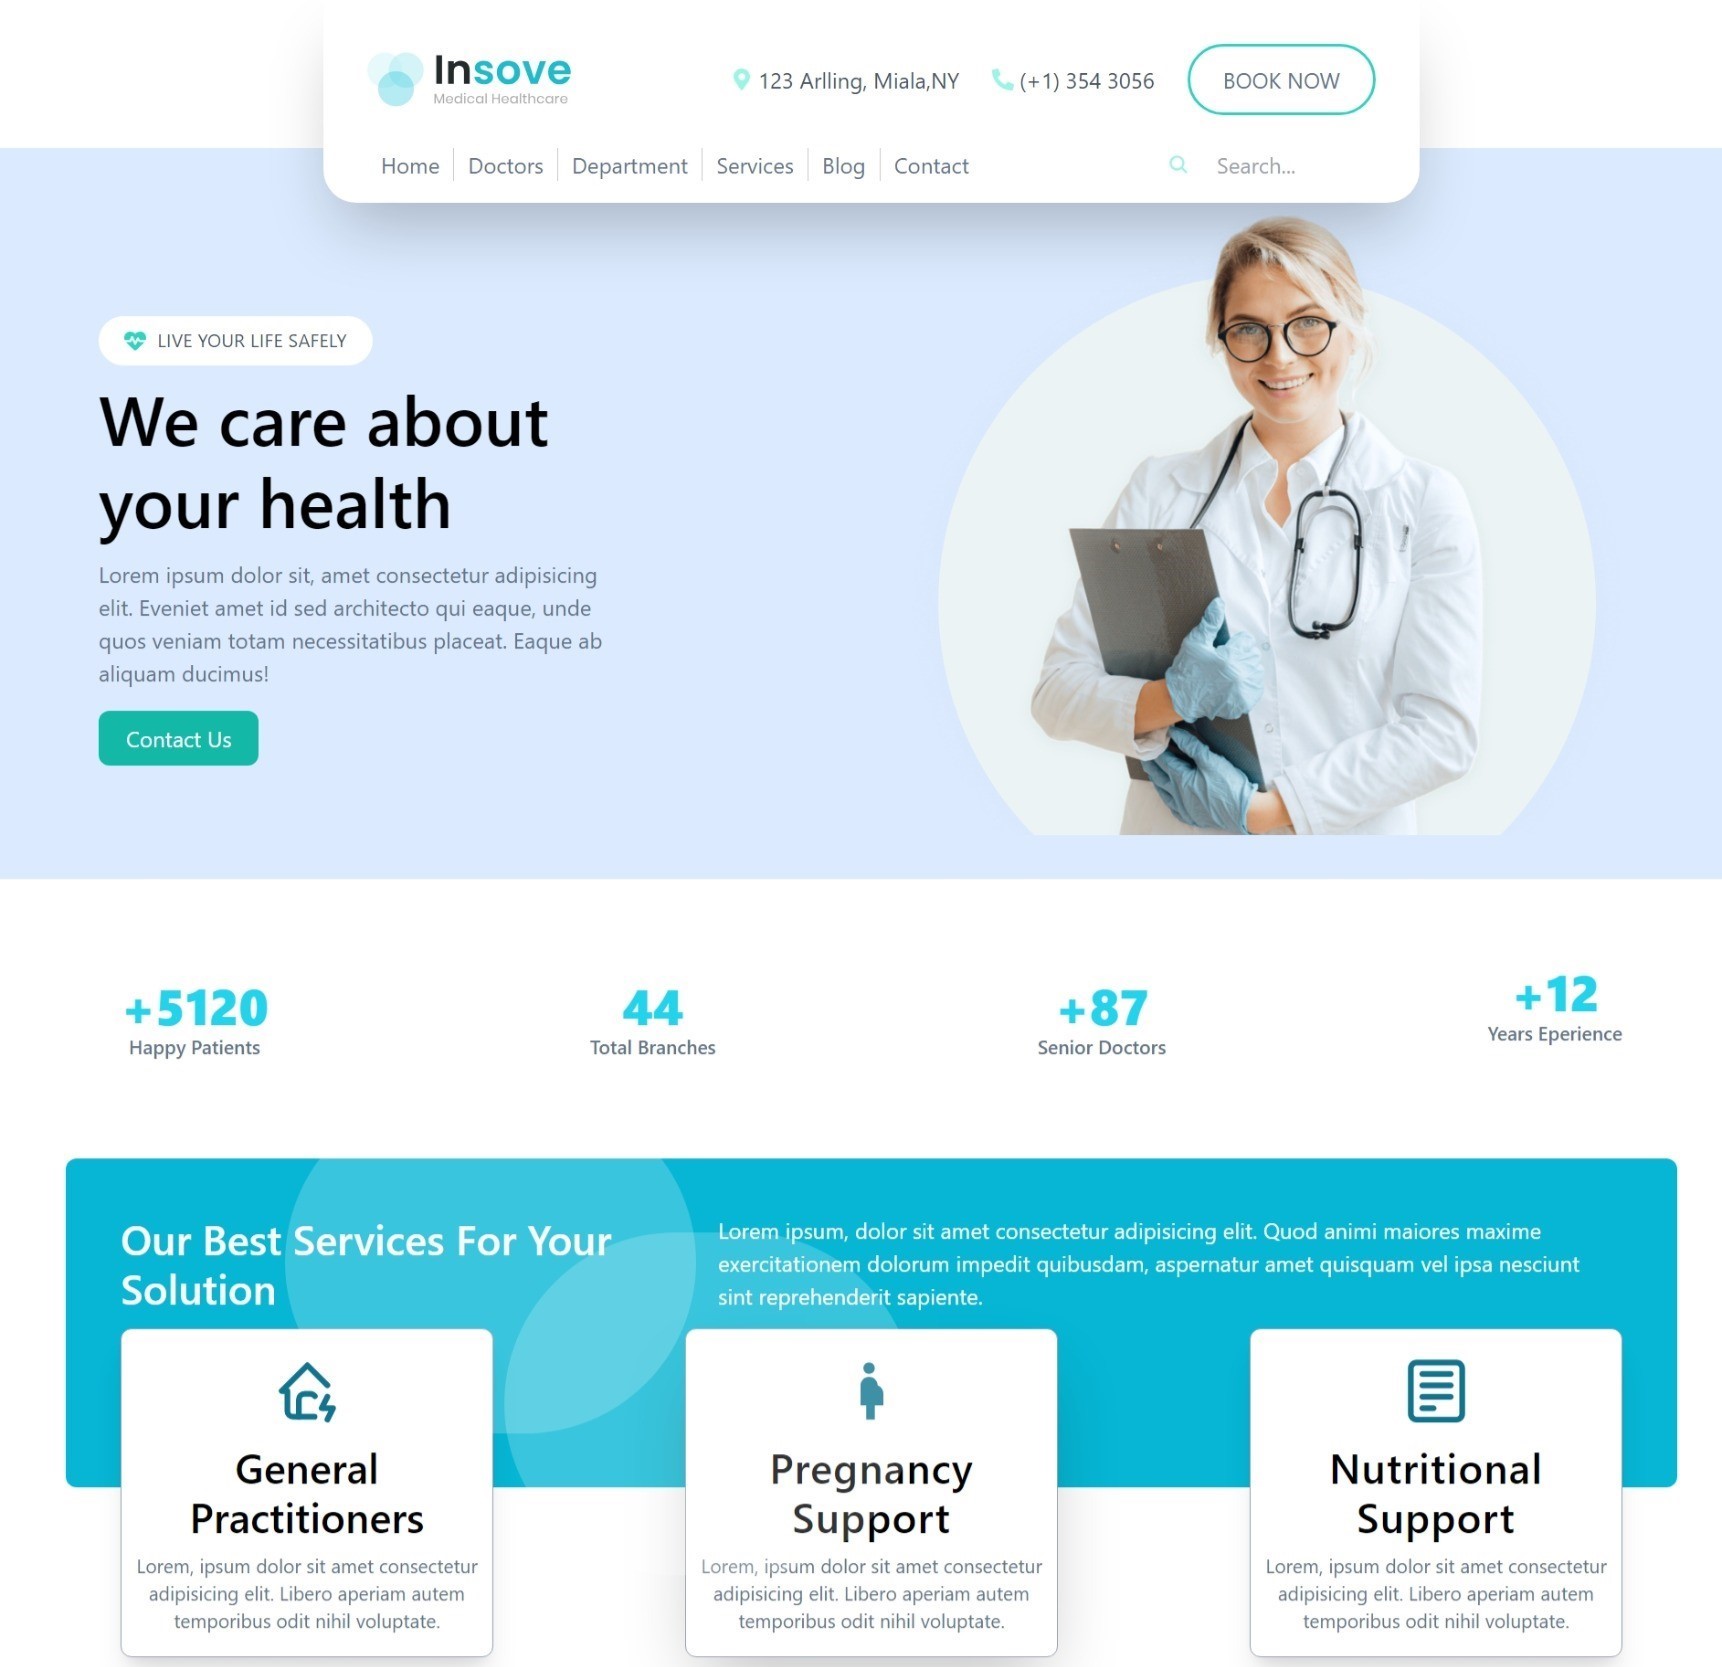 Insove
Medical Healthcare
123 Arlling, Miala,NY
(+1) 354 3056
BOOK NOW
Home
Doctors
Department
Services
Blog
Contact
Search...
LIVE YOUR LIFE SAFELY
We care about
your health
Lorem ipsum dolor sit, amet consectetur adipisicing
elit. Eveniet amet id sed architecto qui eaque, unde
quos veniam totam necessitatibus placeat. Eaque ab
aliquam ducimus!
Contact Us
+5120
Happy Patients
44
Total Branches
+87
Senior Doctors
+12
Years Eperience
Our Best Services For Your
Solution
Lorem ipsum, dolor sit amet consectetur adipisicing elit. Quod animi maiores maxime
exercitationem dolorum impedit quibusdam, aspernatur amet quisquam vel ipsa nesciunt
sint reprehenderit sapiente.
General
Practitioners
Lorem, ipsum dolor sit amet consectetur
adipisicing elit. Libero aperiam autem
temporibus odit nihil voluptate.
Pregnancy
Support
Lorem, ipsum dolor sit amet consectetur
adipisicing elit. Libero aperiam autem
temporibus odit nihil voluptate.
Nutritional
Support
Lorem, ipsum dolor sit amet consectetur
adipisicing elit. Libero aperiam autem
temporibus odit nihil voluptate.